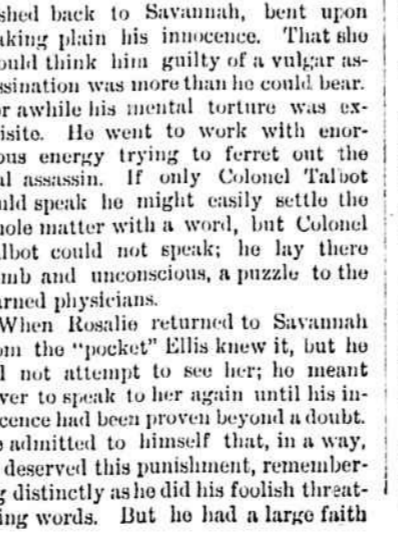 shed back to Savannah, bent upon
aking plain his innocence. That she
ould think him guilty of a vulgar as-
ssination was more than he could bear.
r awhile his mental torture was ex-
isite. He went to work with enor-
ous energy trying to ferret out the
al assassin. If only Colonel Talbot
uld speak he might easily settle the
hole matter with a word, but Colonel
albot could not speak; he lay there
mb and unconscious, a puzzle to the
arned physicians.
When Rosalie returned to Savannah
om the "pocket" Ellis knew it, but he
l not attempt to see her; he meant
ver to speak to her again until his in-
cence had been proven beyond a doubt.
e admitted to himself that, in a way,
deserved this punishment, remember-
g distinctly as he did his foolish threat-
ing words. But he had a large faith